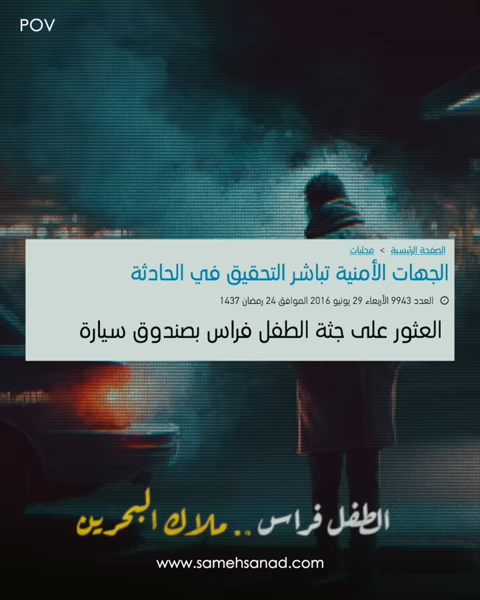 POV
الصفحة الرئيسية > محليات
الجهات الأمنية تباشر التحقيق في الحادثة
العدد 9943 الأربعاء 29 يونيو 2016 الموافق 24 رمضان 1437
العثور على جثة الطفل فراس بصندوق سيارة
الطفل فراس .. ملاك البحرين
www.samehsanad.com